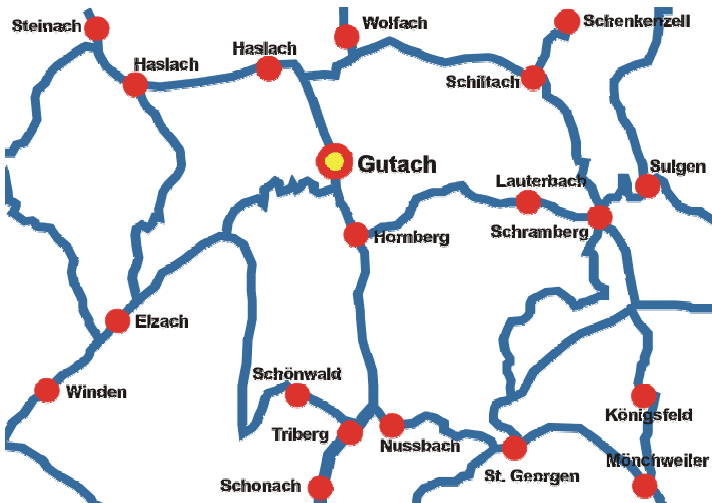 Steinach
Wolfach
Schenkenzell
Haslach
Haslach
Schiltach
Gutach
Sulgen
Lauterbach
Schramberg
Hornberg
Elzach
Schönwald
Winden
Königsfeld
Triberg
Nussbach
Mönchweiler
St. Georgen
Schonach